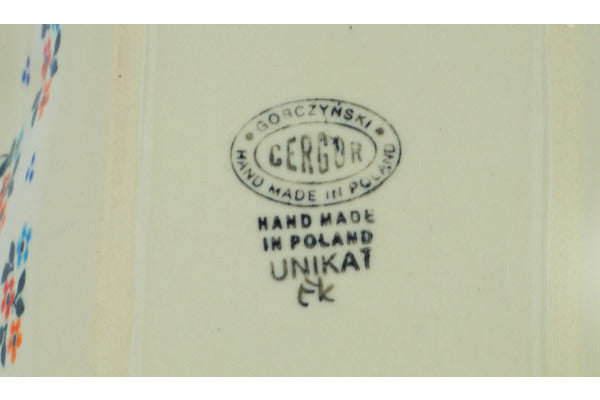 GORCZYŃSKI
CERGOR
HAND MADE IN POLAND
HAND MADE
IN POLAND
UNIKAT
EK